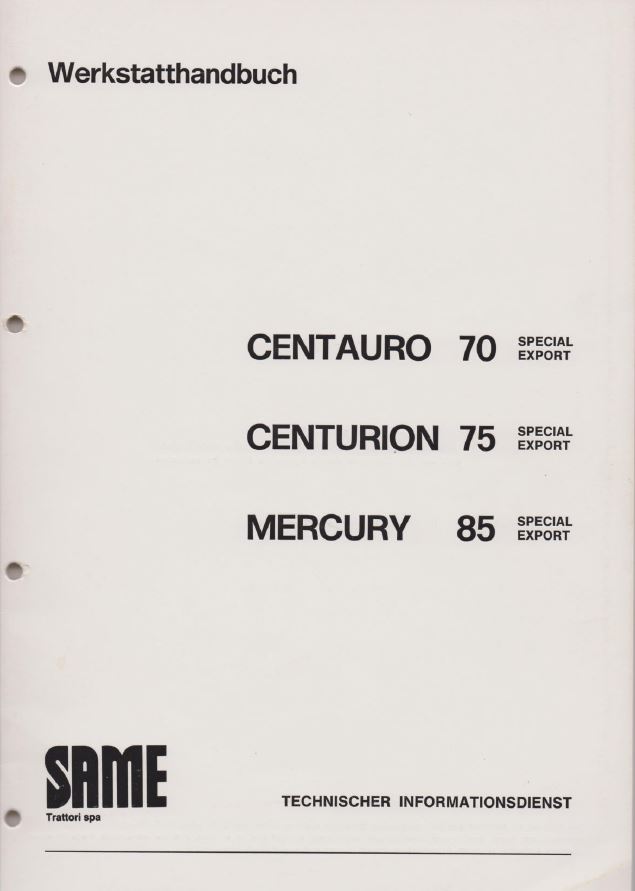 Werkstatthandbuch
CENTAURO 70 SPECIAL EXPORT
CENTURION 75 SPECIAL EXPORT
MERCURY 85 SPECIAL EXPORT
SAME
Trattori spa
TECHNISCHER INFORMATIONSDIENST